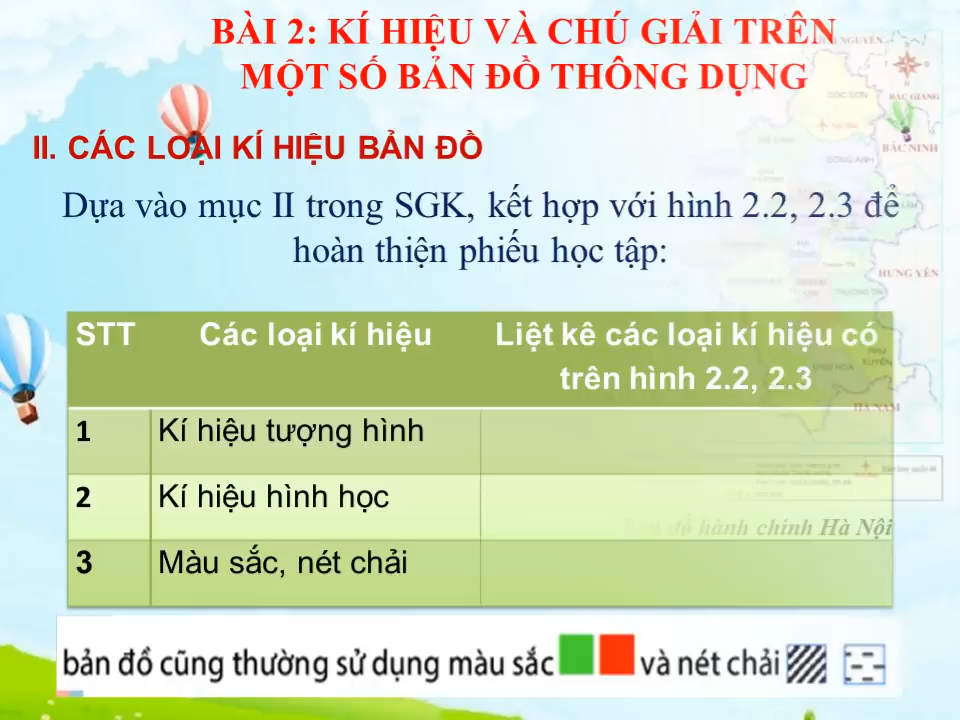 BÀI 2: KÍ HIỆU VÀ CHÚ GIẢI TRÊN
MỘT SỐ BẢN ĐỒ THÔNG DỤNG
II. CÁC LOẠI KÍ HIỆU BẢN ĐỒ
Dựa vào mục II trong SGK, kết hợp với hình 2.2, 2.3 để
hoàn thiện phiếu học tập:
STT Các loại kí hiệu Liệt kê các loại kí hiệu có
trên hình 2.2, 2.3
1 Kí hiệu tượng hình
2 Kí hiệu hình học
3 Màu sắc, nét chải
bản đồ cũng thường sử dụng màu sắc và nét chải
BẮC GIANG
BẮC NINH
SÓC SƠN
ĐÔNG ANH
HƯNG YÊN
HÀ NAM
đồ hành chính Hà Nội